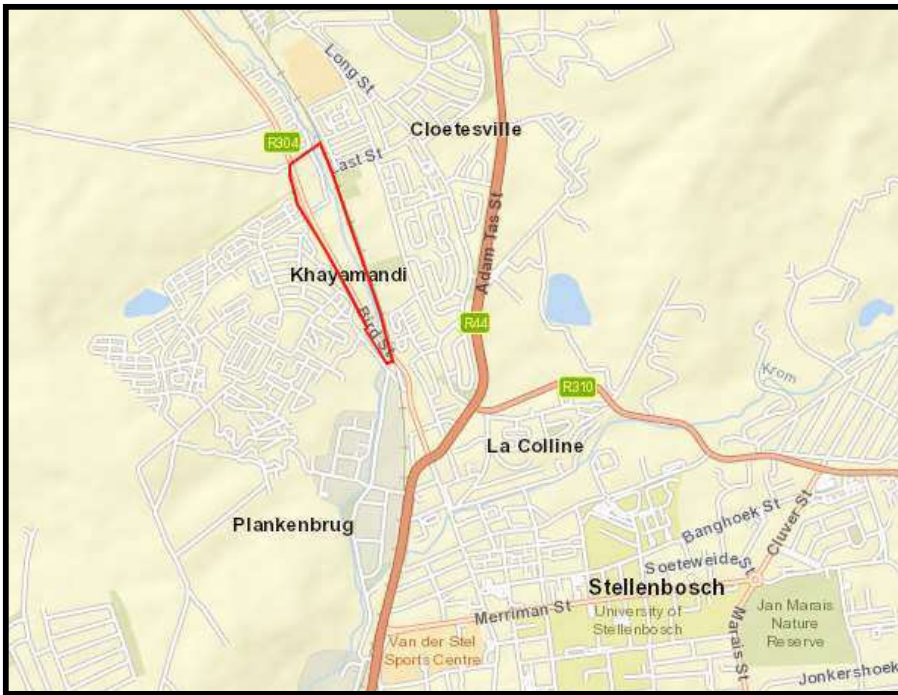 Long St
Cloetesville
R304
Last St
Adam Tas St
Khayamandi
Bird St
R44
Krom
R310
La Colline
Plankenbrug
Banghoek St
Cluver St
Soeteweide St
Stellenbosch
Merriman St
University of
Stellenbosch
Jan Marais
Nature
Reserve
Marais St
Van der Stel
Sports Centre
Jonkershoek